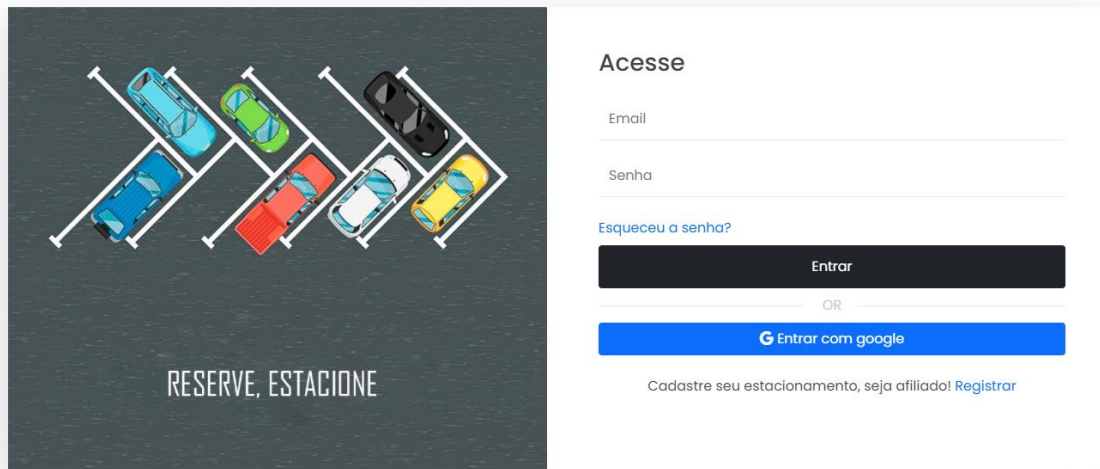 RESERVE, ESTACIONE
Acesse
Email
Senha
Esqueceu a senha?
Entrar
OR
Entrar com google
Cadastre seu estacionamento, seja afiliado! Registrar